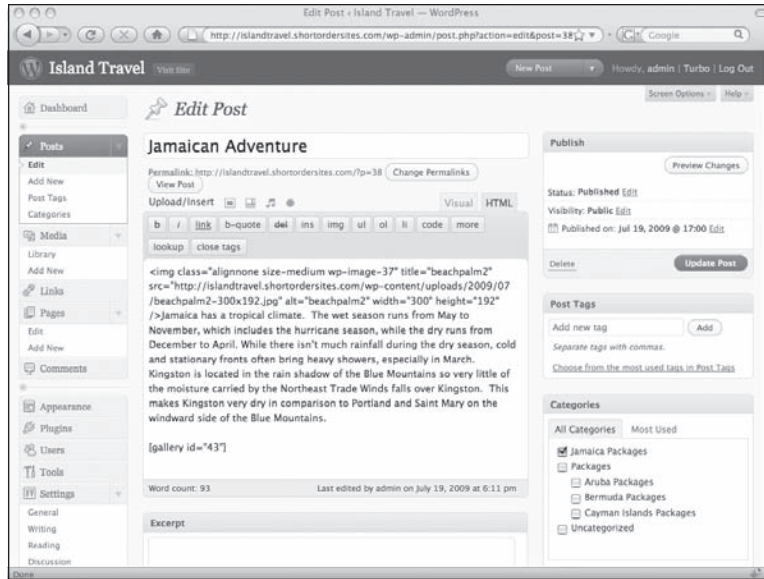 Edit Post ‹ Island Travel — WordPress
http://islandtravel.shortordersites.com/wp-admin/post.php?action=edit&post=38
Google
Island Travel
Visit Site
New Post
Howdy, admin | Turbo | Log Out
Screen Options
Help
Dashboard
Posts
Edit
Add New
Post Tags
Categories
Media
Library
Add New
Links
Pages
Edit
Add New
Comments
Appearance
Plugins
Users
Tools
Settings
General
Writing
Reading
Discussion
Edit Post
Jamaican Adventure
Permalink: http://islandtravel.shortordersites.com/?p=38 Change Permalinks
View Post
Upload/Insert
Visual HTML
b i link b-quote del ins img ul ol li code more
lookup close tags
<img class="alignnone size-medium wp-image-37" title="beachpalm2"
src="http://islandtravel.shortordersites.com/wp-content/uploads/2009/07
/beachpalm2-300x192.jpg" alt="beachpalm2" width="300" height="192"
/>Jamaica has a tropical climate.  The wet season runs from May to
November, which includes the hurricane season, while the dry runs from
December to April. While there isn't much rainfall during the dry season, cold
and stationary fronts often bring heavy showers, especially in March.
Kingston is located in the rain shadow of the Blue Mountains so very little of
the moisture carried by the Northeast Trade Winds falls over Kingston.  This
makes Kingston very dry in comparison to Portland and Saint Mary on the
windward side of the Blue Mountains.
[gallery id="43"]
Word count: 93
Last edited by admin on July 19, 2009 at 6:11 pm
Excerpt
Publish
Preview Changes
Status: Published Edit
Visibility: Public Edit
Published on: Jul 19, 2009 @ 17:00 Edit
Delete
Update Post
Post Tags
Add new tag
Add
Separate tags with commas.
Choose from the most used tags in Post Tags
Categories
All Categories Most Used
Jamaica Packages
Packages
Aruba Packages
Bermuda Packages
Cayman Islands Packages
Uncategorized
Done